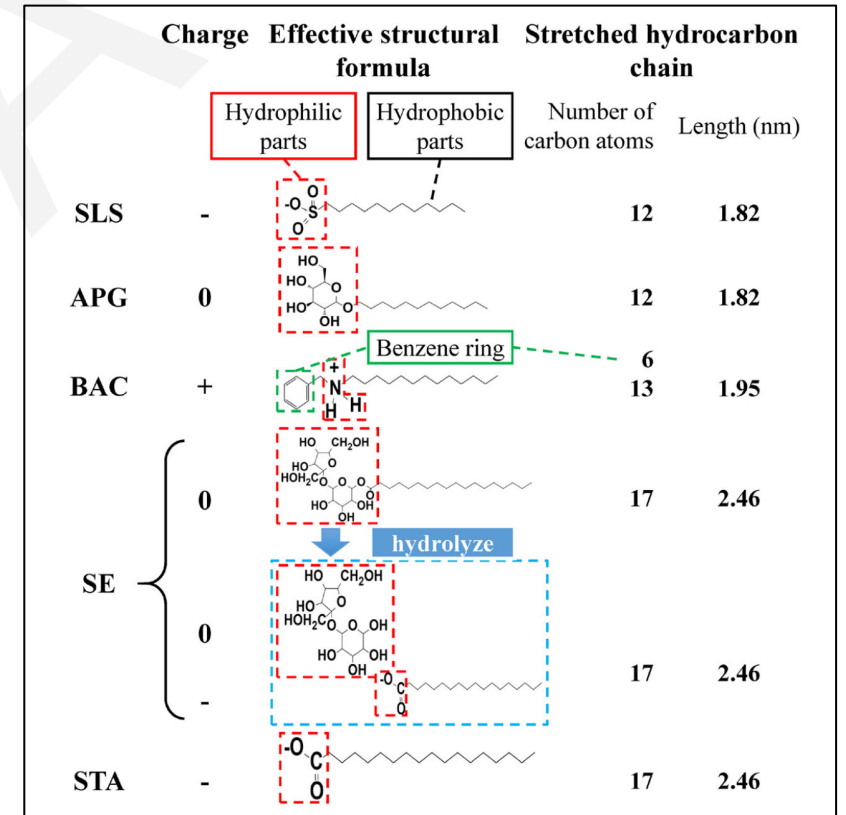 Charge Effective structural formula Stretched hydrocarbon chain
Hydrophilic parts
Hydrophobic parts
Number of carbon atoms
Length (nm)
SLS - -O S O O 12 1.82
APG 0 HO HO HO OH O O 12 1.82
Benzene ring 6
BAC + + N H H 13 1.95
SE
0 HO CH₂OH HO O HOH₂C O O O O HO OH OH 17 2.46
hydrolyze
0 HO CH₂OH HO O HOH₂C O O OH HO OH OH
- -O C O 17 2.46
STA - -O C O 17 2.46